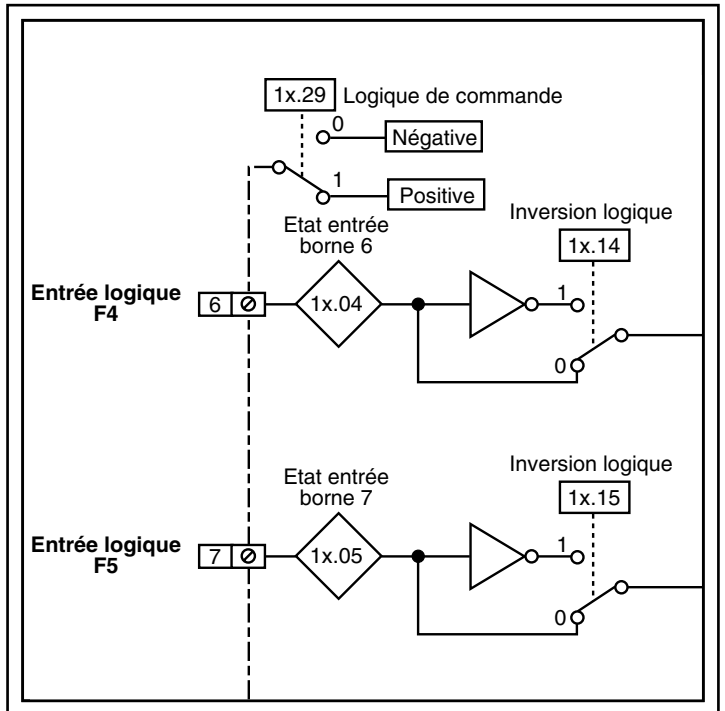 1x.29 Logique de commande
0
Négative
1
Positive
Etat entrée
borne 6
Inversion logique
1x.14
Entrée logique
F4
6
1x.04
1
0
Etat entrée
borne 7
Inversion logique
1x.15
Entrée logique
F5
7
1x.05
1
0